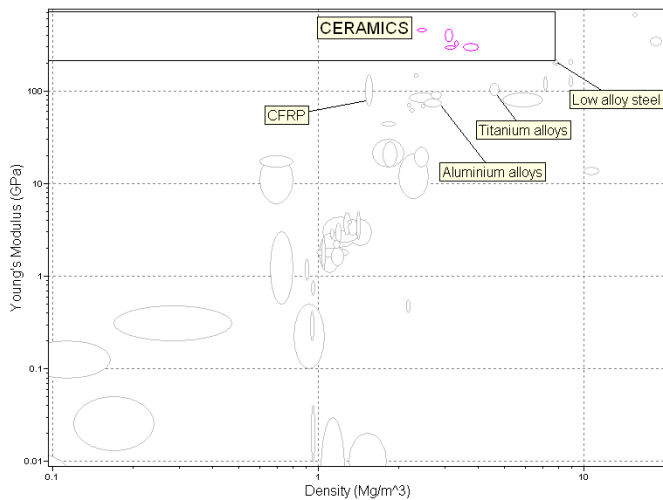 CERAMICS
100
Low alloy steel
CFRP
Titanium alloys
Aluminium alloys
10
Young's Modulus (GPa)
1
0.1
0.01
0.1
1
10
Density (Mg/m^3)